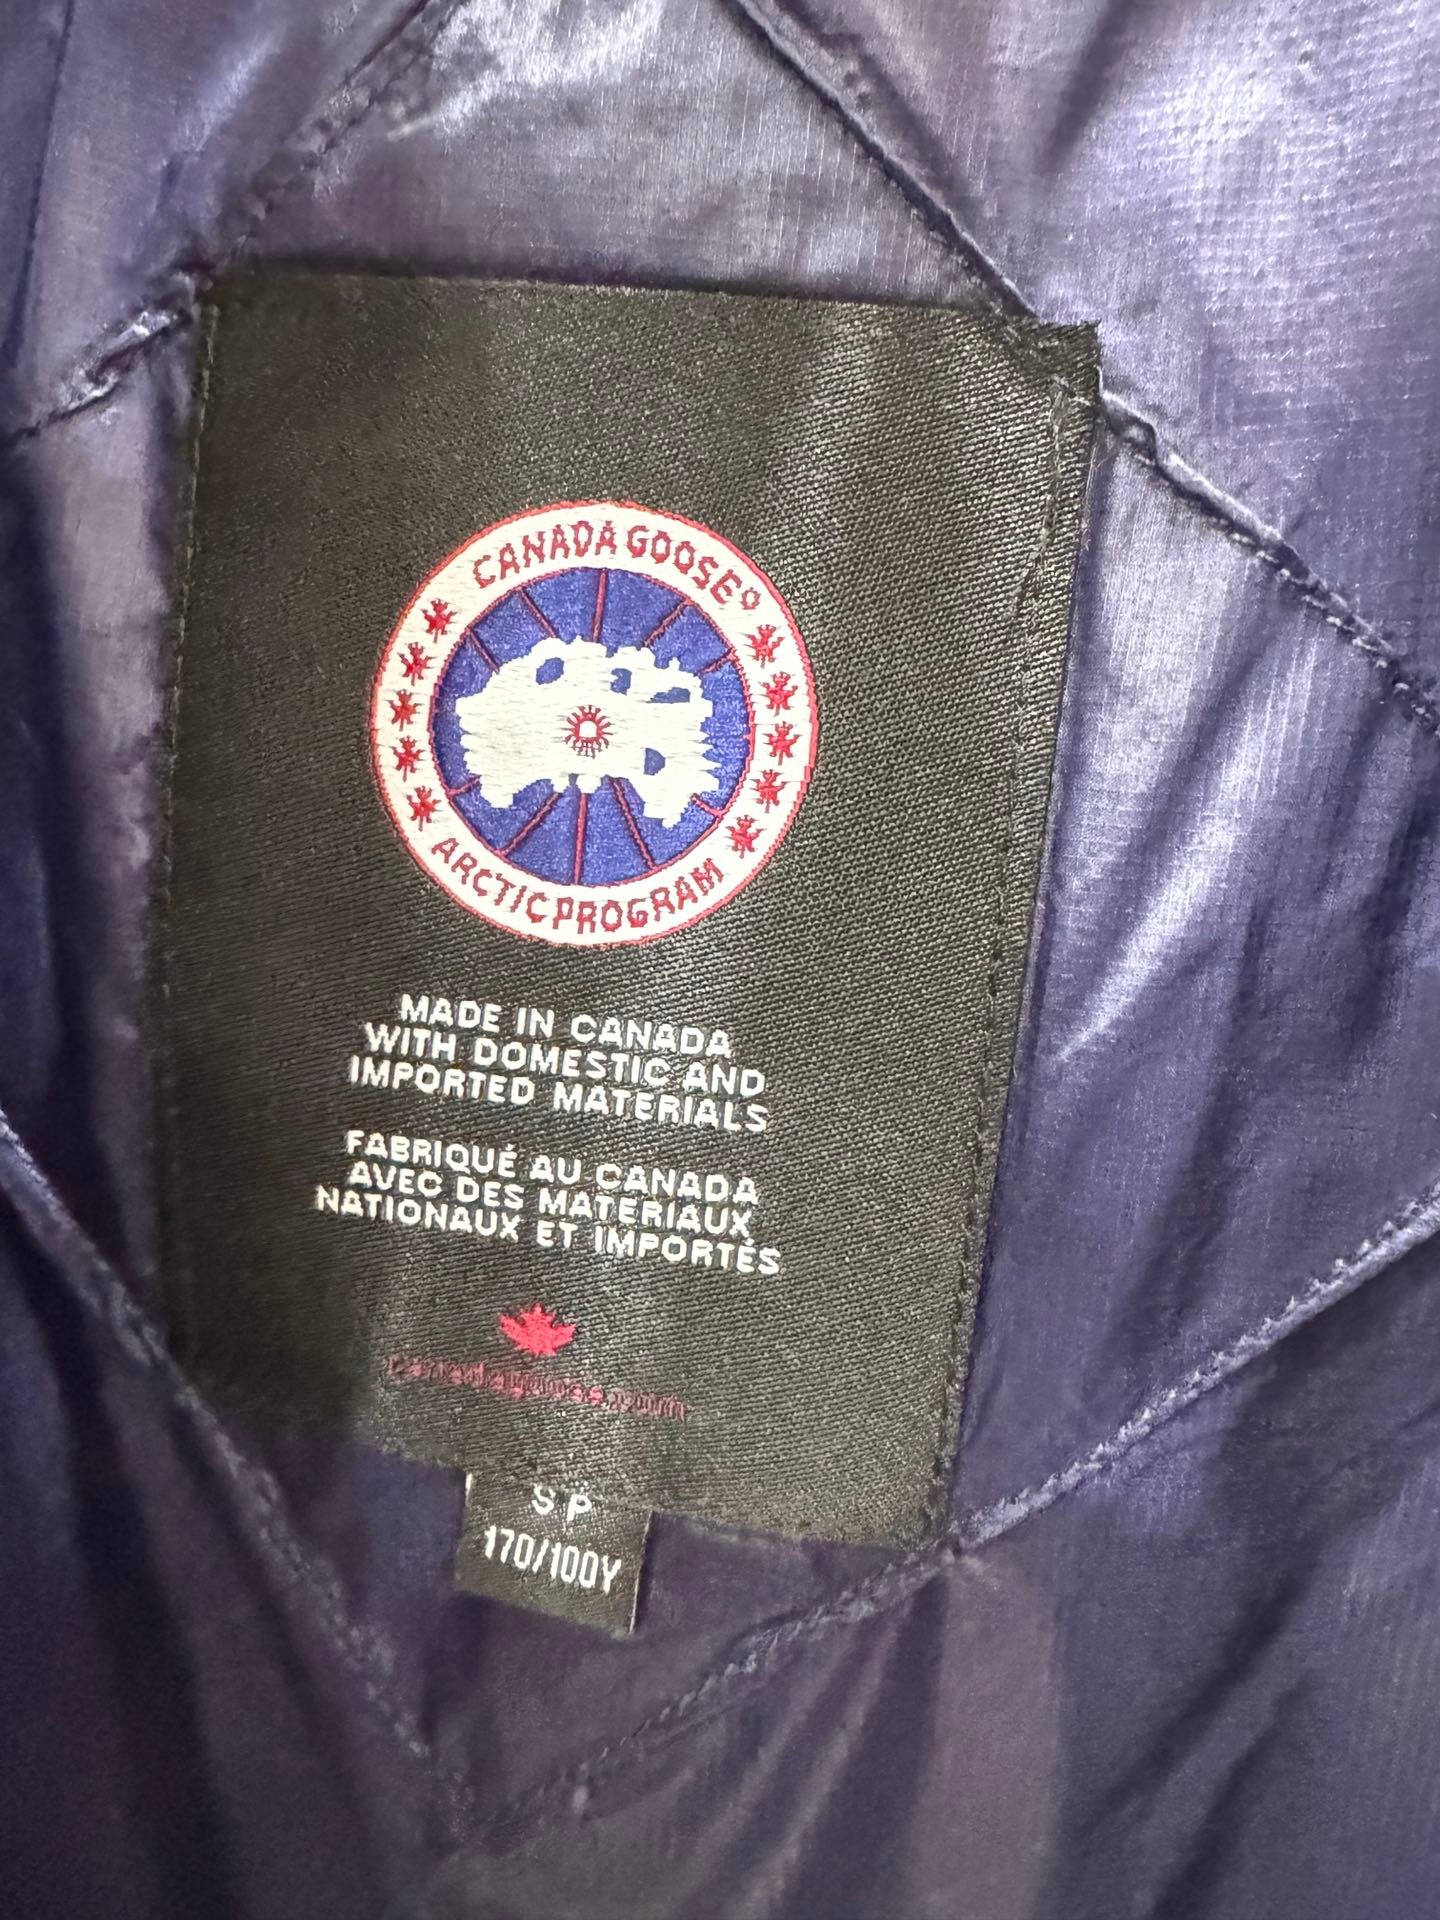 CANADA GOOSE
ARCTIC PROGRAM
MADE IN CANADA
WITH DOMESTIC AND
IMPORTED MATERIALS
FABRIQUÉ AU CANADA
AVEC DES MATERIAUX
NATIONAUX ET IMPORTÉS
S P
170/100Y